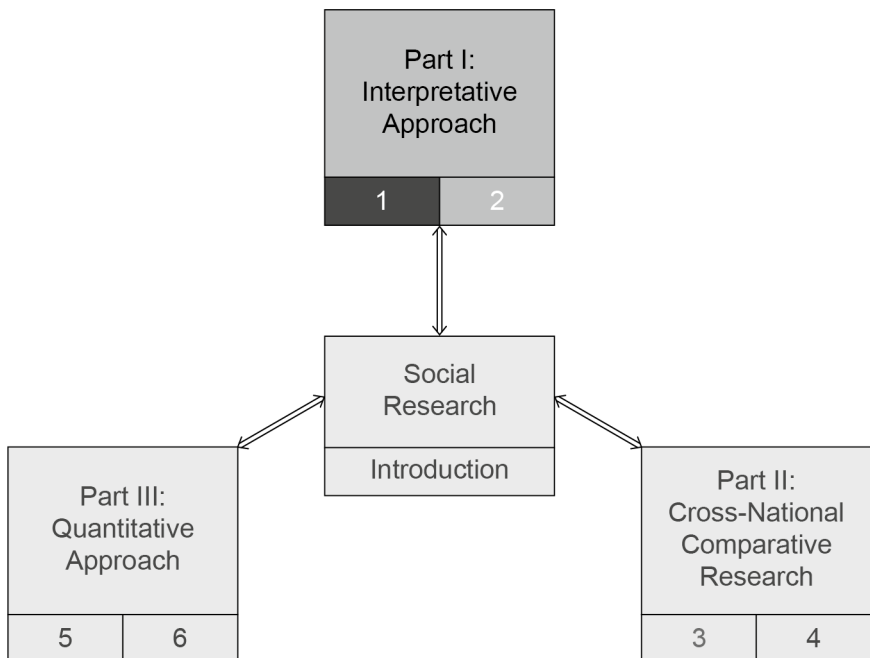 Part I:
Interpretative
Approach
1 2
Social
Research
Introduction
Part III:
Quantitative
Approach
5 6
Part II:
Cross-National
Comparative
Research
3 4